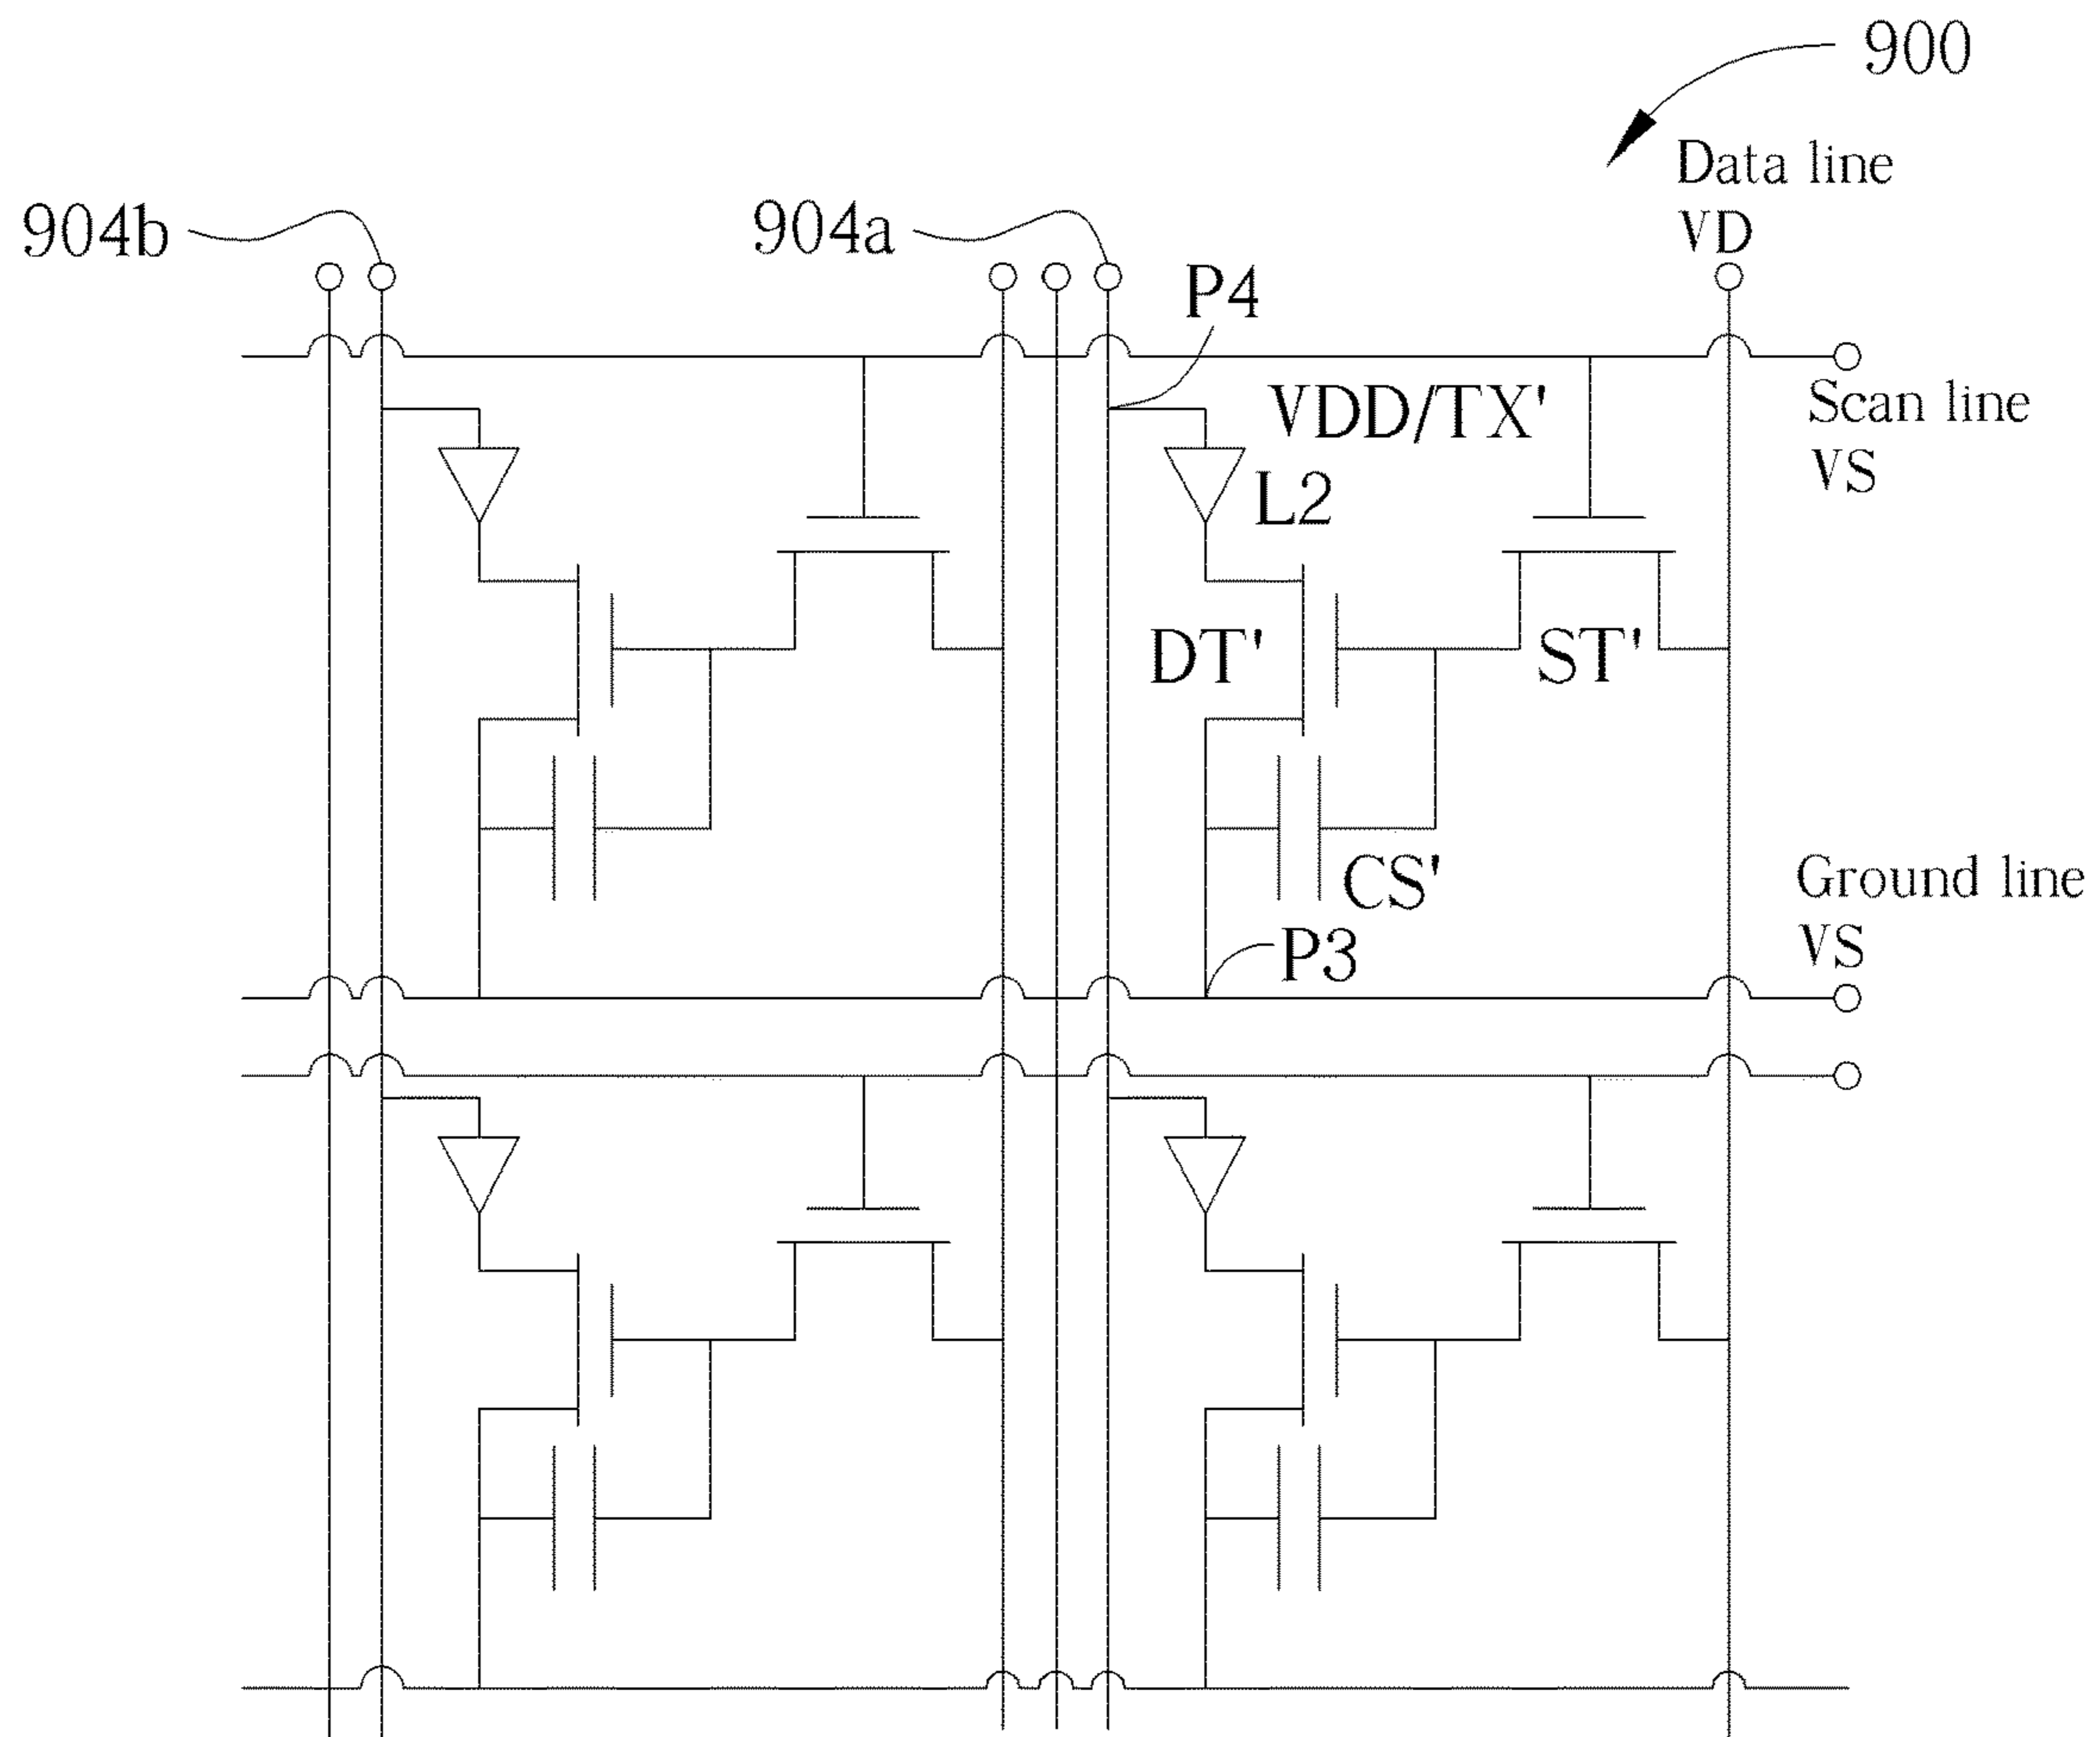 900
Data line
VD
904b
904a
P4
VDD/TX'
Scan line
VS
L2
DT'
ST'
CS'
Ground line
VS
P3